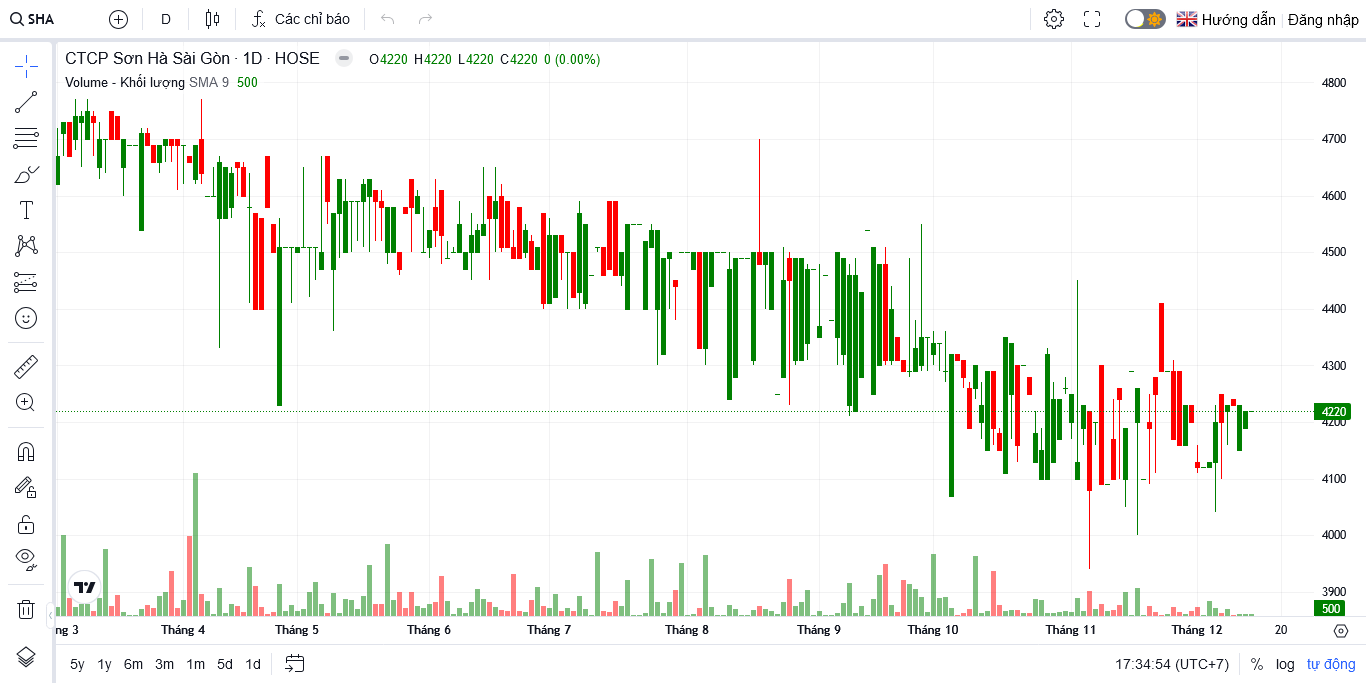 SHA D Các chỉ báo Hướng dẫn Đăng nhập
CTCP Sơn Hà Sài Gòn · 1D · HOSE O4220 H4220 L4220 C4220 0 (0.00%)
Volume - Khối lượng SMA 9 500
4800
4700
4600
4500
4400
4300
4220
4200
4100
4000
3900
500
ng 3 Tháng 4 Tháng 5 Tháng 6 Tháng 7 Tháng 8 Tháng 9 Tháng 10 Tháng 11 Tháng 12 20
5y 1y 6m 3m 1m 5d 1d 17:34:54 (UTC+7) % log tự động